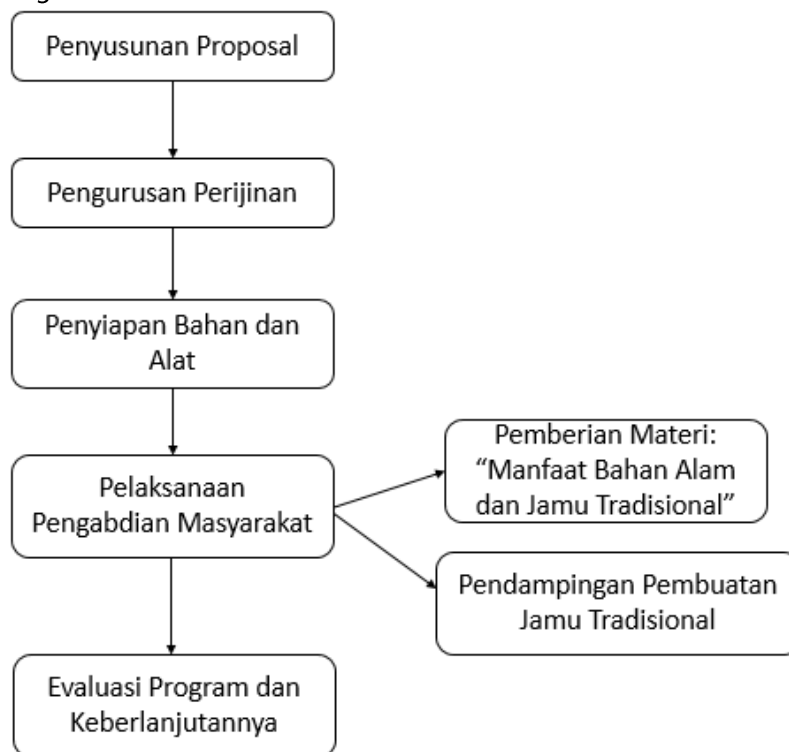 Penyusunan Proposal
Pengurusan Perijinan
Penyiapan Bahan dan
Alat
Pelaksanaan
Pengabdian Masyarakat
Pemberian Materi:
“Manfaat Bahan Alam
dan Jamu Tradisional”
Pendampingan Pembuatan
Jamu Tradisional
Evaluasi Program dan
Keberlanjutannya